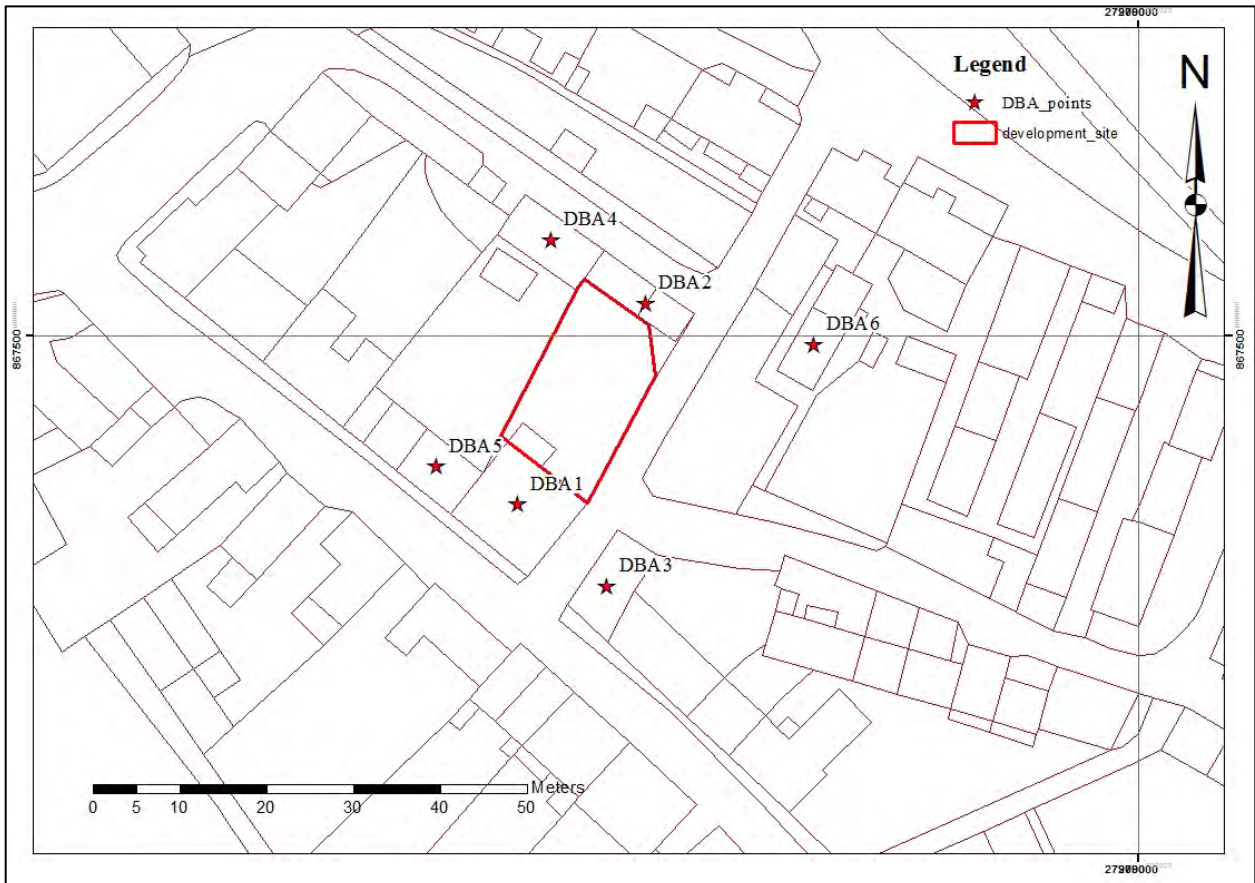 Legend
N
DBA_points
development_site
DBA4
DBA2
DBA6
867500
867500
DBA5
DBA1
DBA3
Meters
0 5 10 20 30 40 50